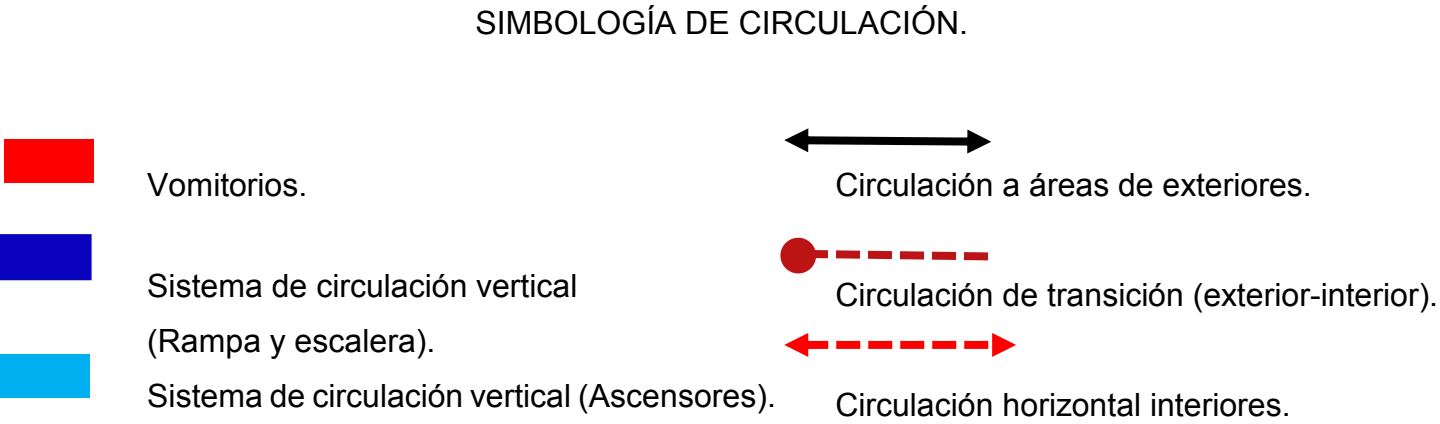 SIMBOLOGÍA DE CIRCULACIÓN.
Vomitorios.
Sistema de circulación vertical
(Rampa y escalera).
Sistema de circulación vertical (Ascensores).
Circulación a áreas de exteriores.
Circulación de transición (exterior-interior).
Circulación horizontal interiores.